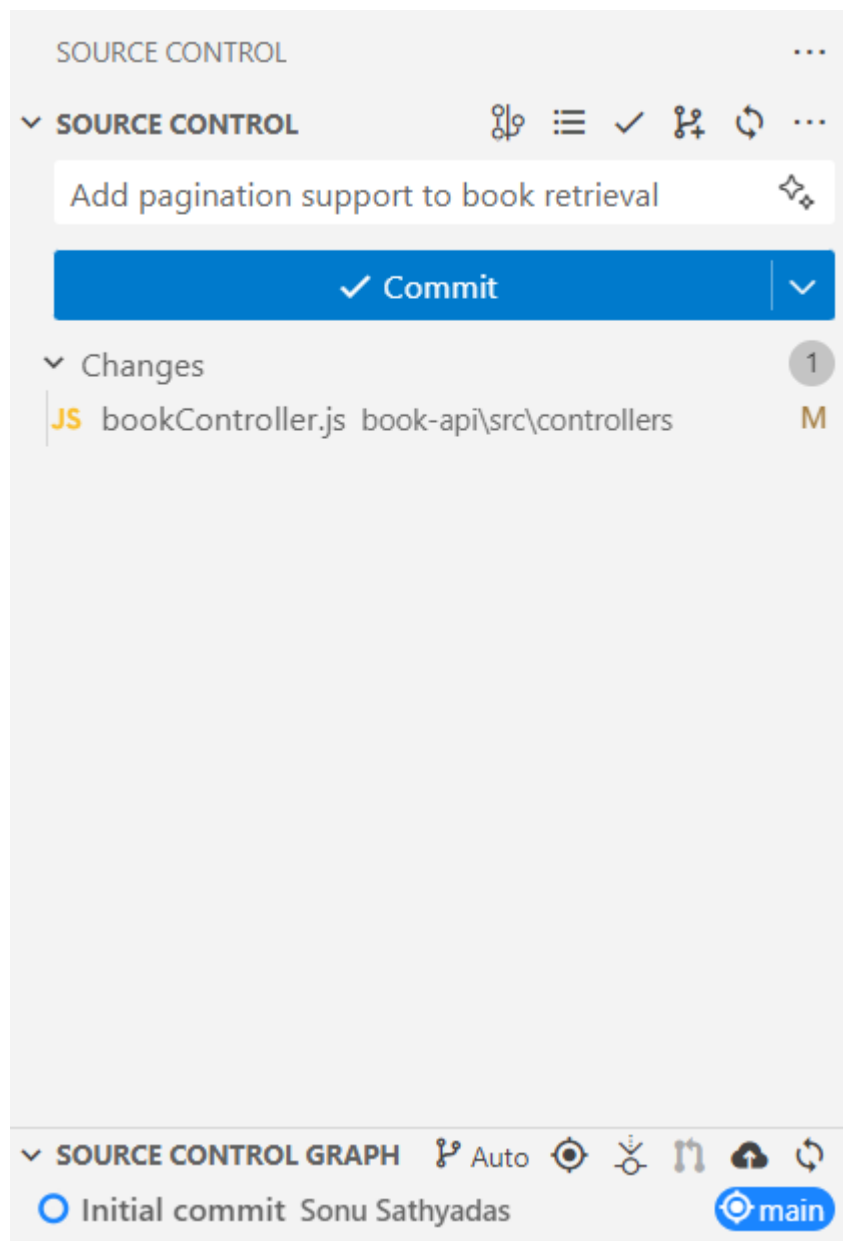 SOURCE CONTROL
SOURCE CONTROL
Add pagination support to book retrieval
Commit
Changes 1
JS bookController.js book-api\src\controllers M
SOURCE CONTROL GRAPH Auto
Initial commit Sonu Sathyadas main